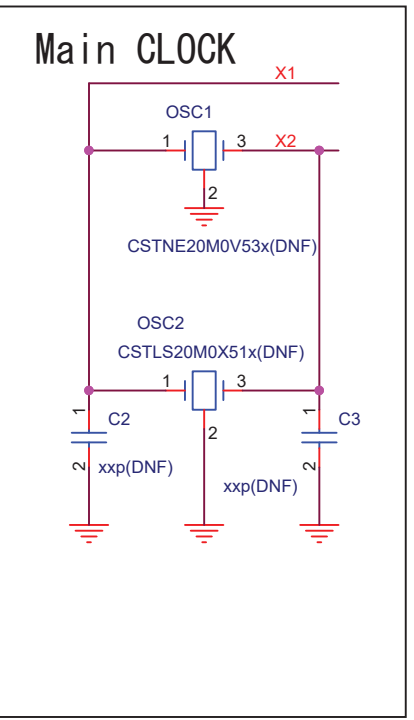 Main CLOCK
X1
OSC1
1
3
X2
2
CSTNE20M0V53x(DNF)
OSC2
CSTLS20M0X51x(DNF)
1
3
1
C2
2
1
C3
2
xxp(DNF)
2
xxp(DNF)